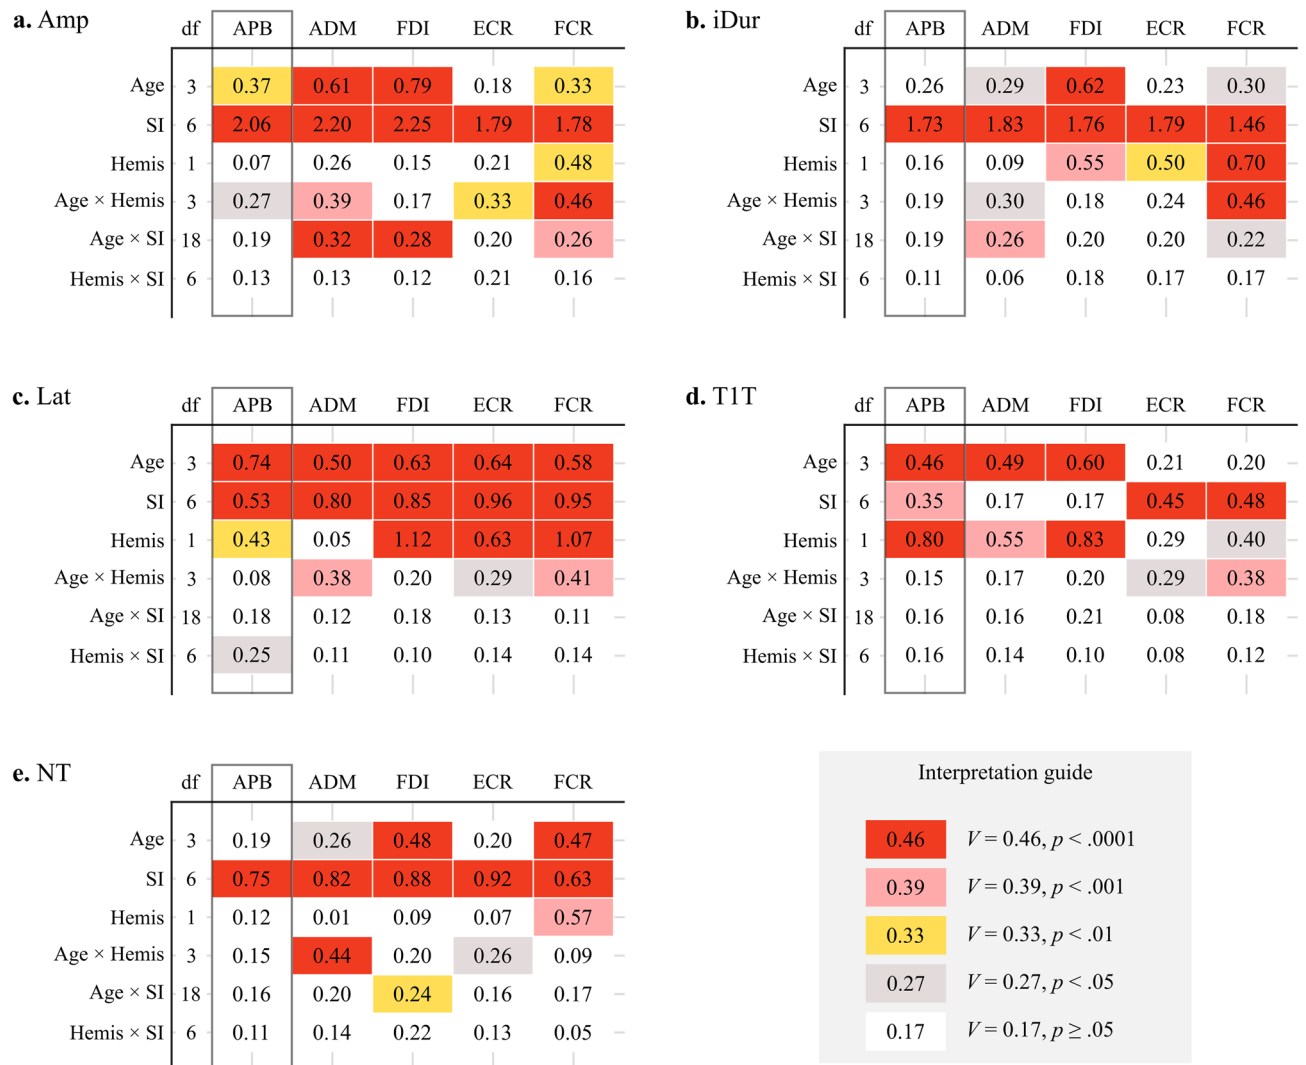 a. Amp
df APB ADM FDI ECR FCR
Age 3 0.37 0.61 0.79 0.18 0.33
SI 6 2.06 2.20 2.25 1.79 1.78
Hemis 1 0.07 0.26 0.15 0.21 0.48
Age × Hemis 3 0.27 0.39 0.17 0.33 0.46
Age × SI 18 0.19 0.32 0.28 0.20 0.26
Hemis × SI 6 0.13 0.13 0.12 0.21 0.16
b. iDur
df APB ADM FDI ECR FCR
Age 3 0.26 0.29 0.62 0.23 0.30
SI 6 1.73 1.83 1.76 1.79 1.46
Hemis 1 0.16 0.09 0.55 0.50 0.70
Age × Hemis 3 0.19 0.30 0.18 0.24 0.46
Age × SI 18 0.19 0.26 0.20 0.20 0.22
Hemis × SI 6 0.11 0.06 0.18 0.17 0.17
c. Lat
df APB ADM FDI ECR FCR
Age 3 0.74 0.50 0.63 0.64 0.58
SI 6 0.53 0.80 0.85 0.96 0.95
Hemis 1 0.43 0.05 1.12 0.63 1.07
Age × Hemis 3 0.08 0.38 0.20 0.29 0.41
Age × SI 18 0.18 0.12 0.18 0.13 0.11
Hemis × SI 6 0.25 0.11 0.10 0.14 0.14
d. T1T
df APB ADM FDI ECR FCR
Age 3 0.46 0.49 0.60 0.21 0.20
SI 6 0.35 0.17 0.17 0.45 0.48
Hemis 1 0.80 0.55 0.83 0.29 0.40
Age × Hemis 3 0.15 0.17 0.20 0.29 0.38
Age × SI 18 0.16 0.16 0.21 0.08 0.18
Hemis × SI 6 0.16 0.14 0.10 0.08 0.12
e. NT
df APB ADM FDI ECR FCR
Age 3 0.19 0.26 0.48 0.20 0.47
SI 6 0.75 0.82 0.88 0.92 0.63
Hemis 1 0.12 0.01 0.09 0.07 0.57
Age × Hemis 3 0.15 0.44 0.20 0.26 0.09
Age × SI 18 0.16 0.20 0.24 0.16 0.17
Hemis × SI 6 0.11 0.14 0.22 0.13 0.05
Interpretation guide
0.46 V = 0.46, p < .0001
0.39 V = 0.39, p < .001
0.33 V = 0.33, p < .01
0.27 V = 0.27, p < .05
0.17 V = 0.17, p ≥ .05